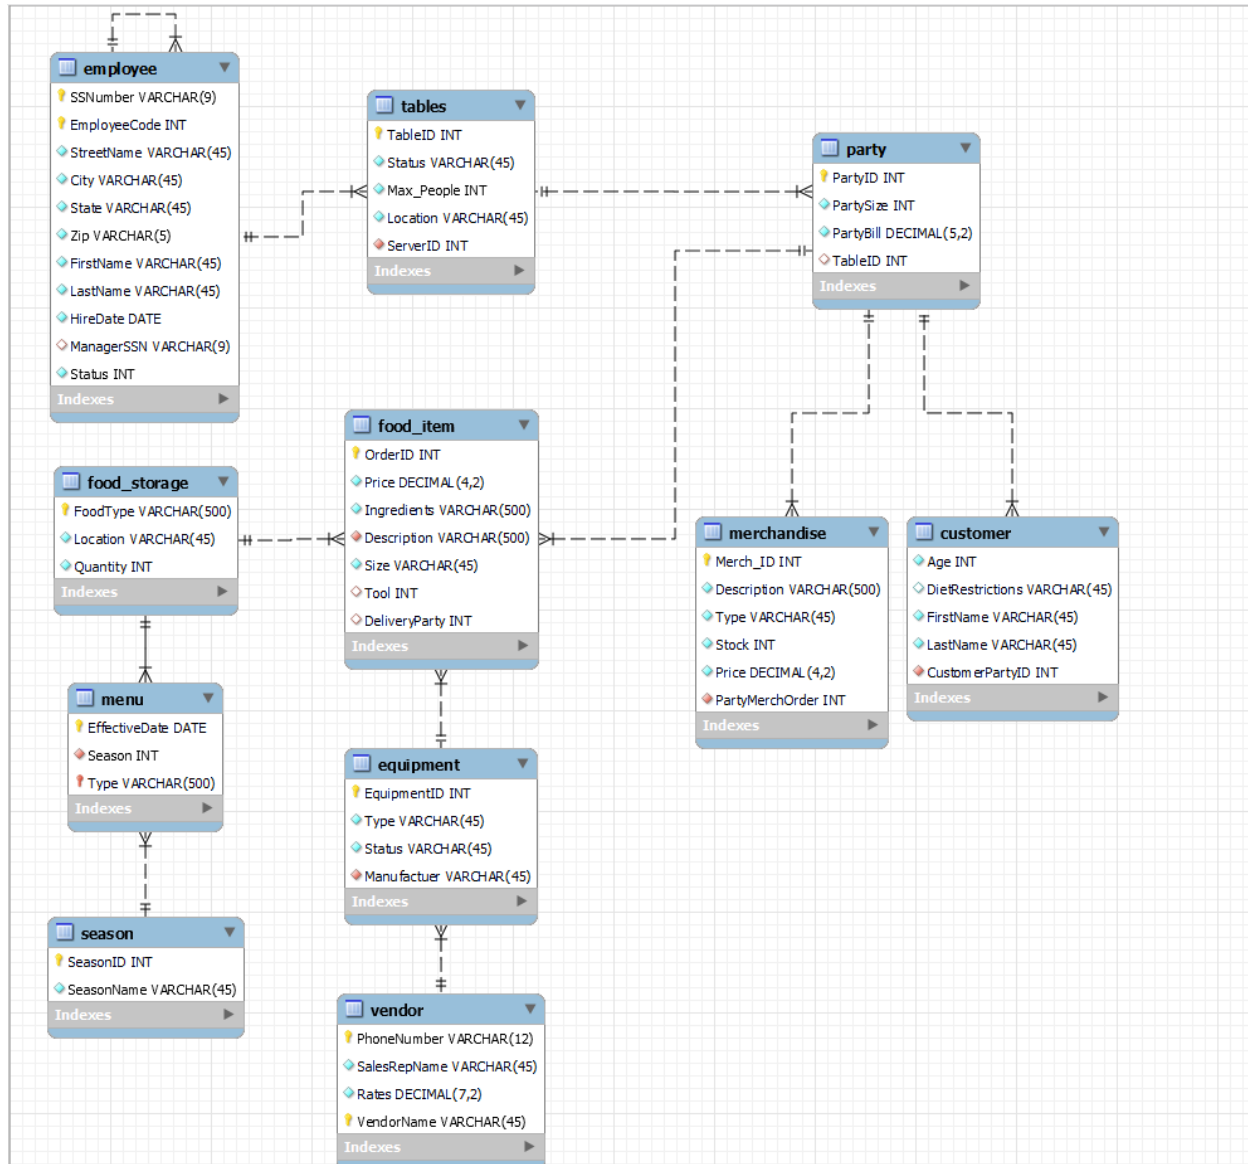 employee
SSNumber VARCHAR(9)
EmployeeCode INT
StreetName VARCHAR(45)
City VARCHAR(45)
State VARCHAR(45)
Zip VARCHAR(5)
FirstName VARCHAR(45)
LastName VARCHAR(45)
HireDate DATE
ManagerSSN VARCHAR(9)
Status INT
Indexes
tables
TableID INT
Status VARCHAR(45)
Max_People INT
Location VARCHAR(45)
ServerID INT
Indexes
party
PartyID INT
PartySize INT
PartyBill DECIMAL(5,2)
TableID INT
Indexes
food_storage
FoodType VARCHAR(500)
Location VARCHAR(45)
Quantity INT
Indexes
food_item
OrderID INT
Price DECIMAL(4,2)
Ingredients VARCHAR(500)
Description VARCHAR(500)
Size VARCHAR(45)
Tool INT
DeliveryParty INT
Indexes
merchandise
Merch_ID INT
Description VARCHAR(500)
Type VARCHAR(45)
Stock INT
Price DECIMAL(4,2)
PartyMerchOrder INT
Indexes
customer
Age INT
DietRestrictions VARCHAR(45)
FirstName VARCHAR(45)
LastName VARCHAR(45)
CustomerPartyID INT
Indexes
menu
EffectiveDate DATE
Season INT
Type VARCHAR(500)
Indexes
equipment
EquipmentID INT
Type VARCHAR(45)
Status VARCHAR(45)
Manufactuer VARCHAR(45)
Indexes
season
SeasonID INT
SeasonName VARCHAR(45)
Indexes
vendor
PhoneNumber VARCHAR(12)
SalesRepName VARCHAR(45)
Rates DECIMAL(7,2)
VendorName VARCHAR(45)
Indexes